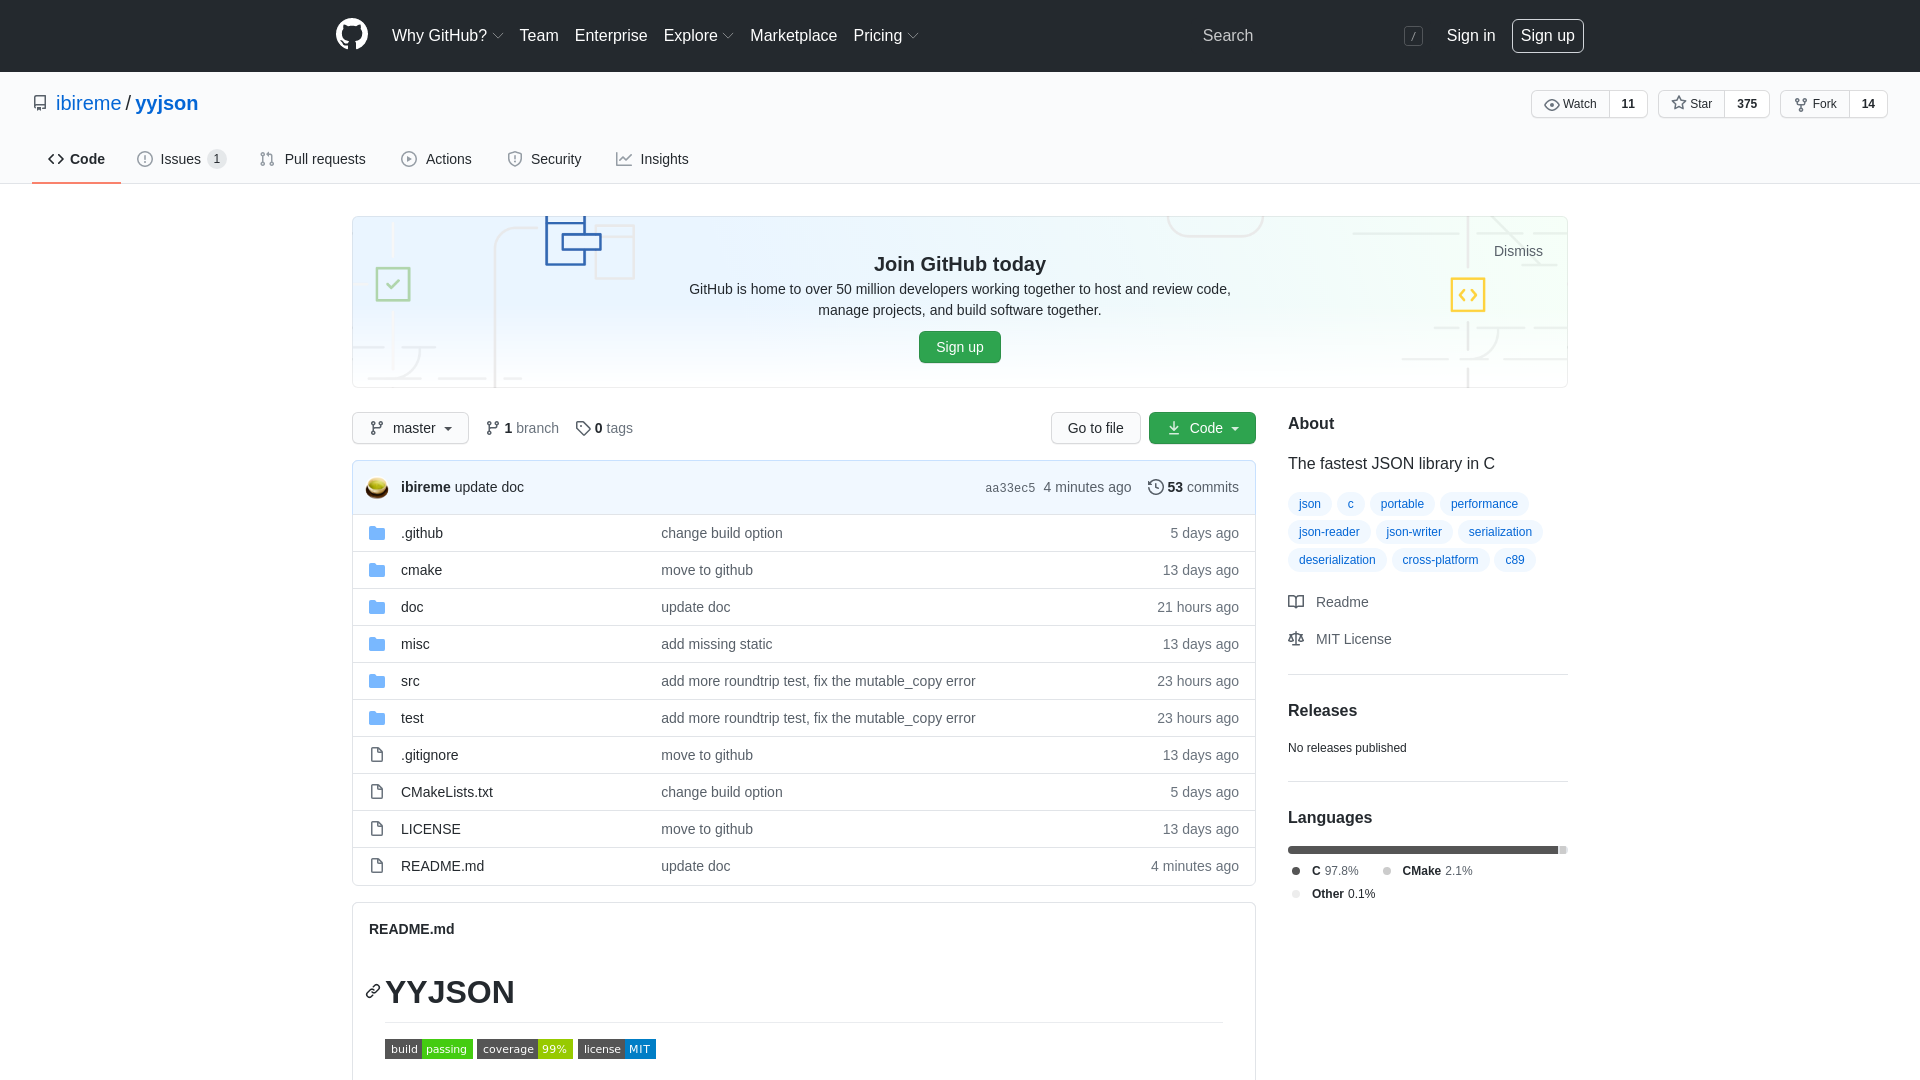 Why GitHub? Team Enterprise Explore Marketplace Pricing Search / Sign in Sign up
ibireme / yyjson Watch 11 Star 375 Fork 14
Code Issues 1 Pull requests Actions Security Insights
Dismiss
Join GitHub today
GitHub is home to over 50 million developers working together to host and review code,
manage projects, and build software together.
Sign up
master 1 branch 0 tags Go to file Code
ibireme update doc aa33ec5 4 minutes ago 53 commits
.github change build option 5 days ago
cmake move to github 13 days ago
doc update doc 21 hours ago
misc add missing static 13 days ago
src add more roundtrip test, fix the mutable_copy error 23 hours ago
test add more roundtrip test, fix the mutable_copy error 23 hours ago
.gitignore move to github 13 days ago
CMakeLists.txt change build option 5 days ago
LICENSE move to github 13 days ago
README.md update doc 4 minutes ago
README.md
YYJSON
build passing coverage 99% license MIT
About
The fastest JSON library in C
json c portable performance
json-reader json-writer serialization
deserialization cross-platform c89
Readme
MIT License
Releases
No releases published
Languages
C 97.8% CMake 2.1%
Other 0.1%